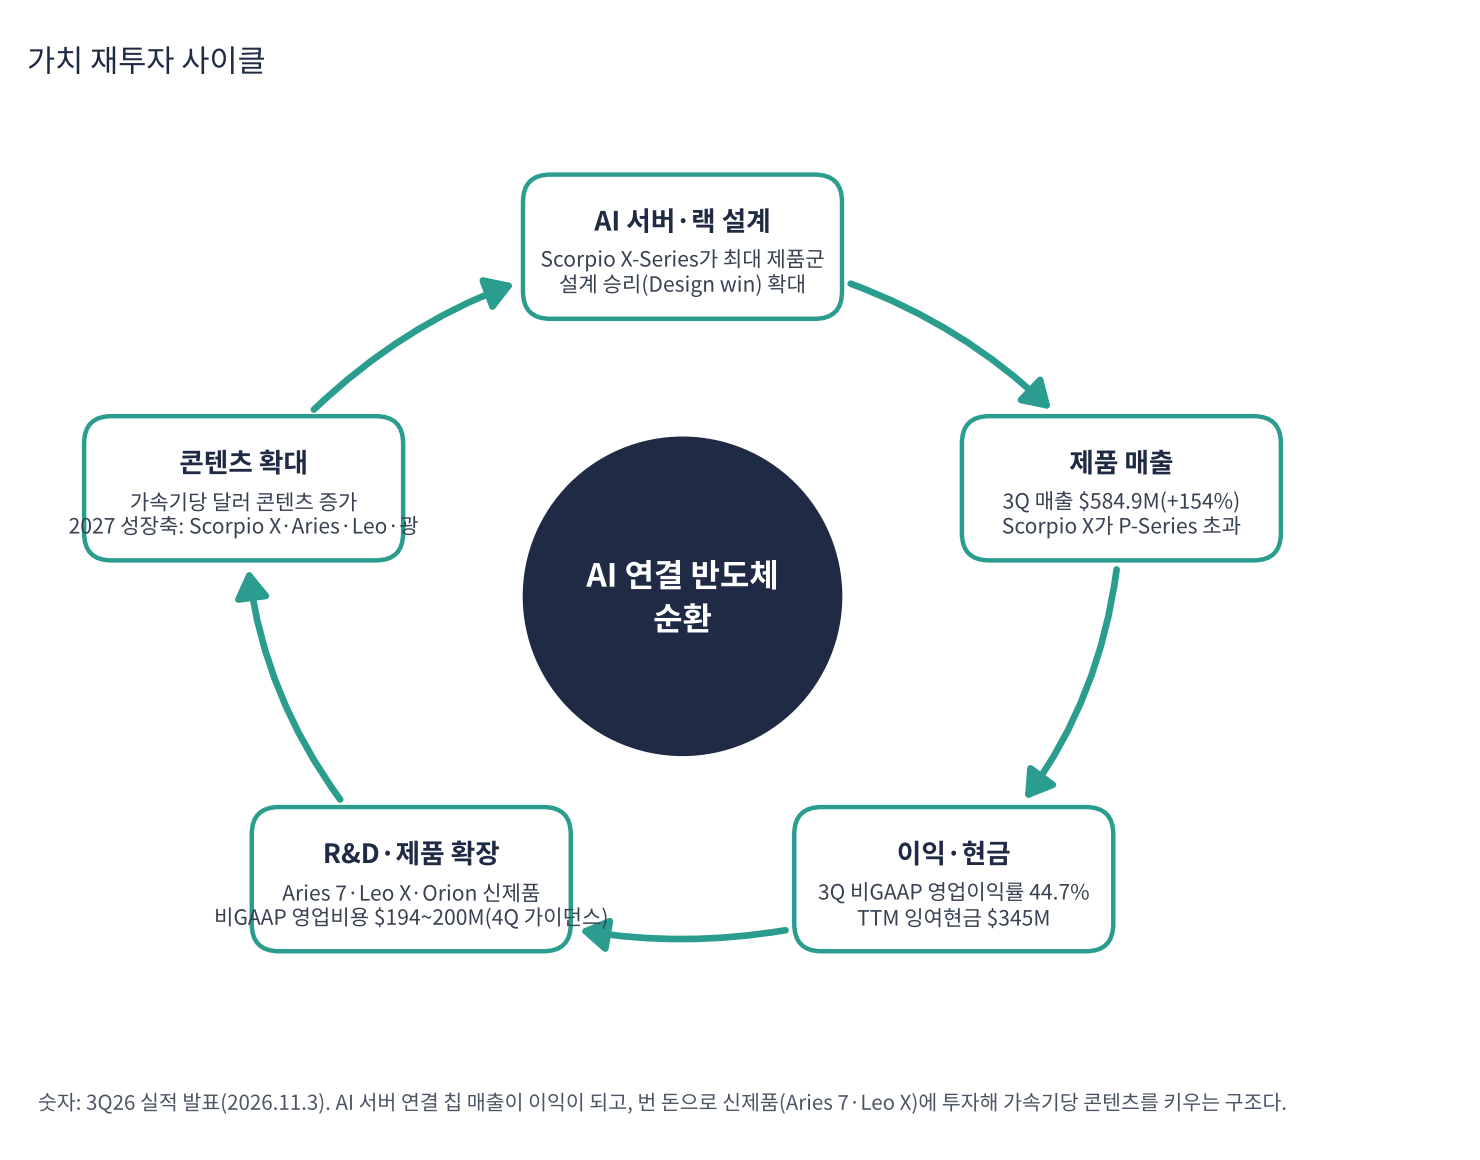 가치 재투자 사이클
AI 서버·랙 설계
Scorpio X-Series가 최대 제품군
설계 승리(Design win) 확대
콘텐츠 확대
가속기당 달러 콘텐츠 증가
2027 성장축: Scorpio X·Aries·Leo·광
제품 매출
3Q 매출 $584.9M(+154%)
Scorpio X가 P-Series 초과
AI 연결 반도체
순환
R&D·제품 확장
Aries 7·Leo X·Orion 신제품
비GAAP 영업비용 $194~200M(4Q 가이던스)
이익·현금
3Q 비GAAP 영업이익률 44.7%
TTM 잉여현금 $345M
숫자: 3Q26 실적 발표(2026.11.3). AI 서버 연결 칩 매출이 이익이 되고, 번 돈으로 신제품(Aries 7·Leo X)에 투자해 가속기당 콘텐츠를 키우는 구조다.